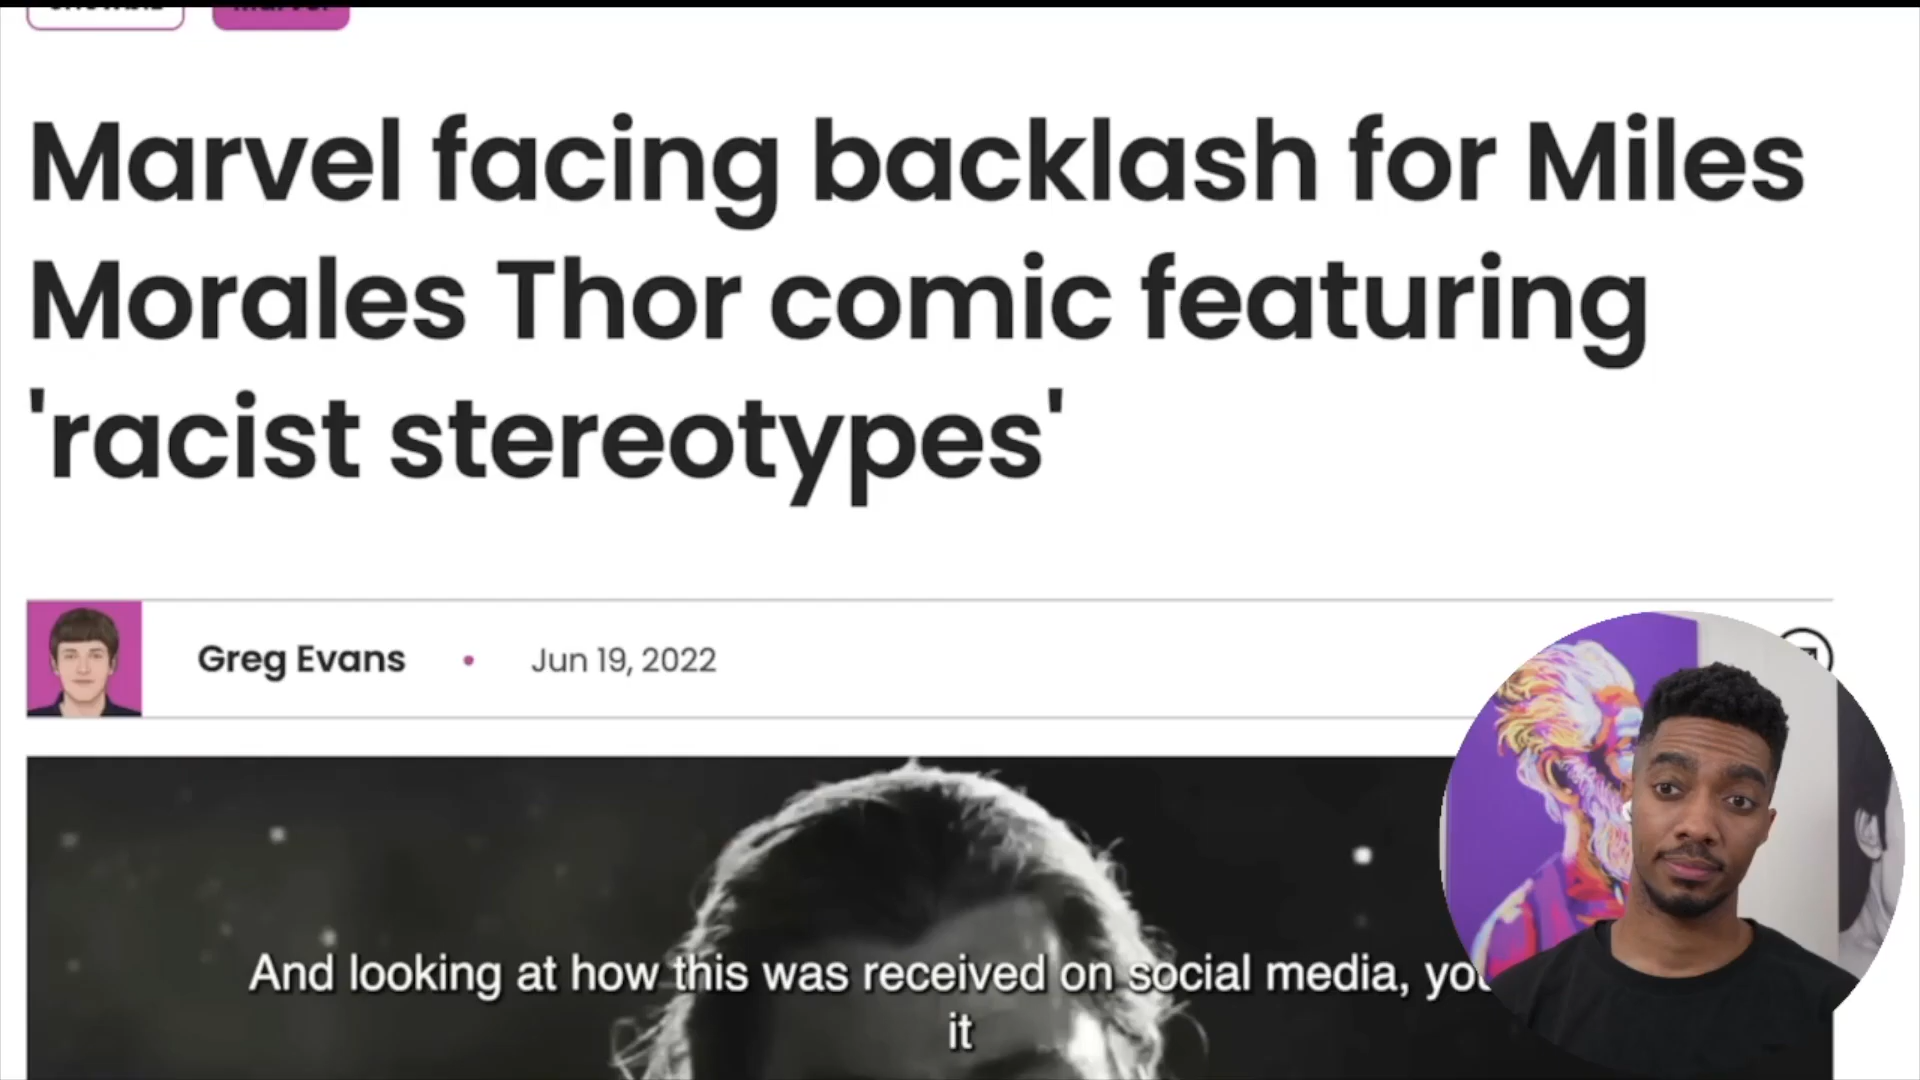 Marvel facing backlash for Miles
Morales Thor comic featuring
'racist stereotypes'
Greg Evans • Jun 19, 2022
And looking at how this was received on social media,
it